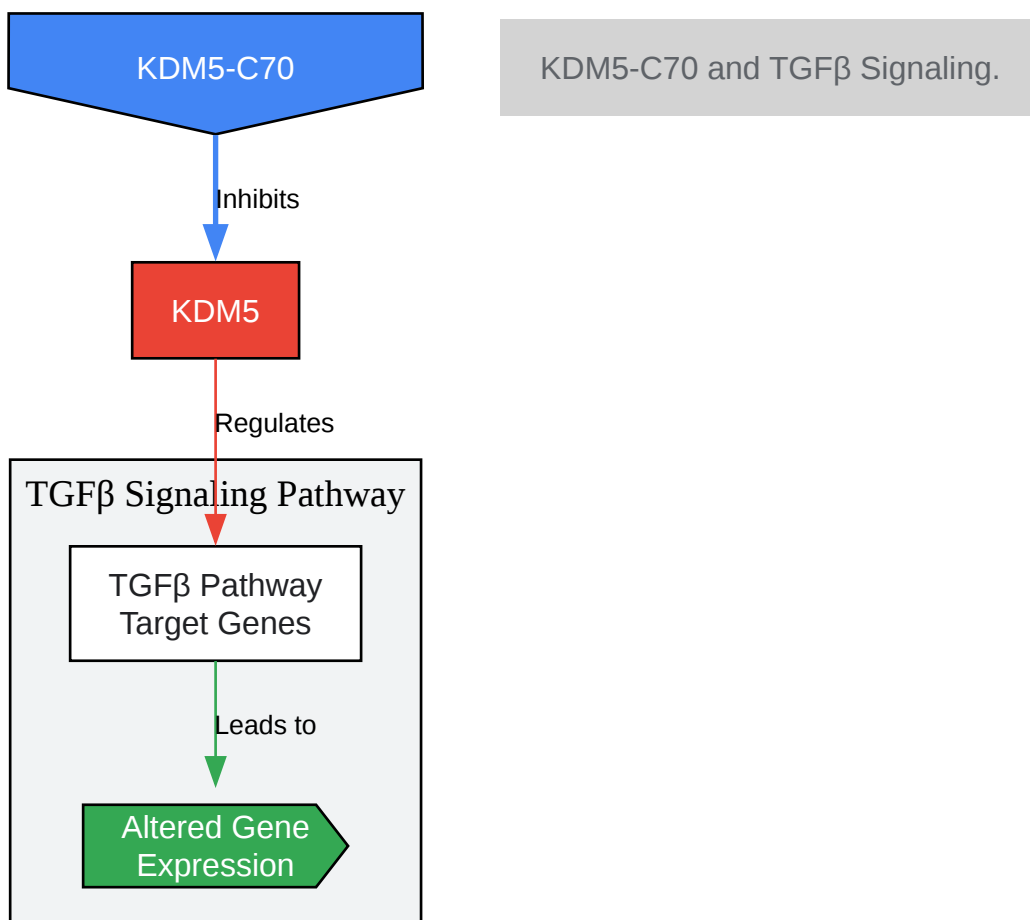 KDM5-C70
KDM5-C70 and TGFβ Signaling.
Inhibits
KDM5
Regulates
TGFβ Signaling Pathway
TGFβ Pathway
Target Genes
Leads to
Altered Gene
Expression